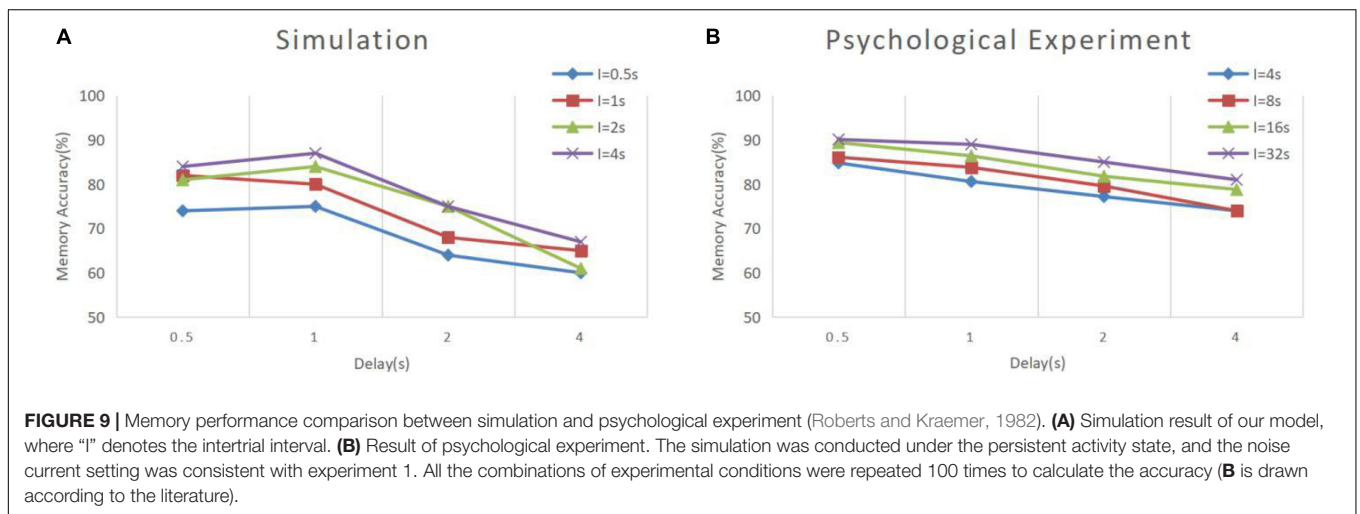 A
Simulation
I=0.5s
I=1s
I=2s
I=4s
100
90
80
70
60
50
Memory Accuracy(%)
0.5 1 2 4
Delay(s)
B
Psychological Experiment
I=4s
I=8s
I=16s
I=32s
100
90
80
70
60
50
Memory Accuracy(%)
0.5 1 2 4
Delay(s)
FIGURE 9 | Memory performance comparison between simulation and psychological experiment (Roberts and Kraemer, 1982). (A) Simulation result of our model,
where “I” denotes the intertrial interval. (B) Result of psychological experiment. The simulation was conducted under the persistent activity state, and the noise
current setting was consistent with experiment 1. All the combinations of experimental conditions were repeated 100 times to calculate the accuracy (B is drawn
according to the literature).